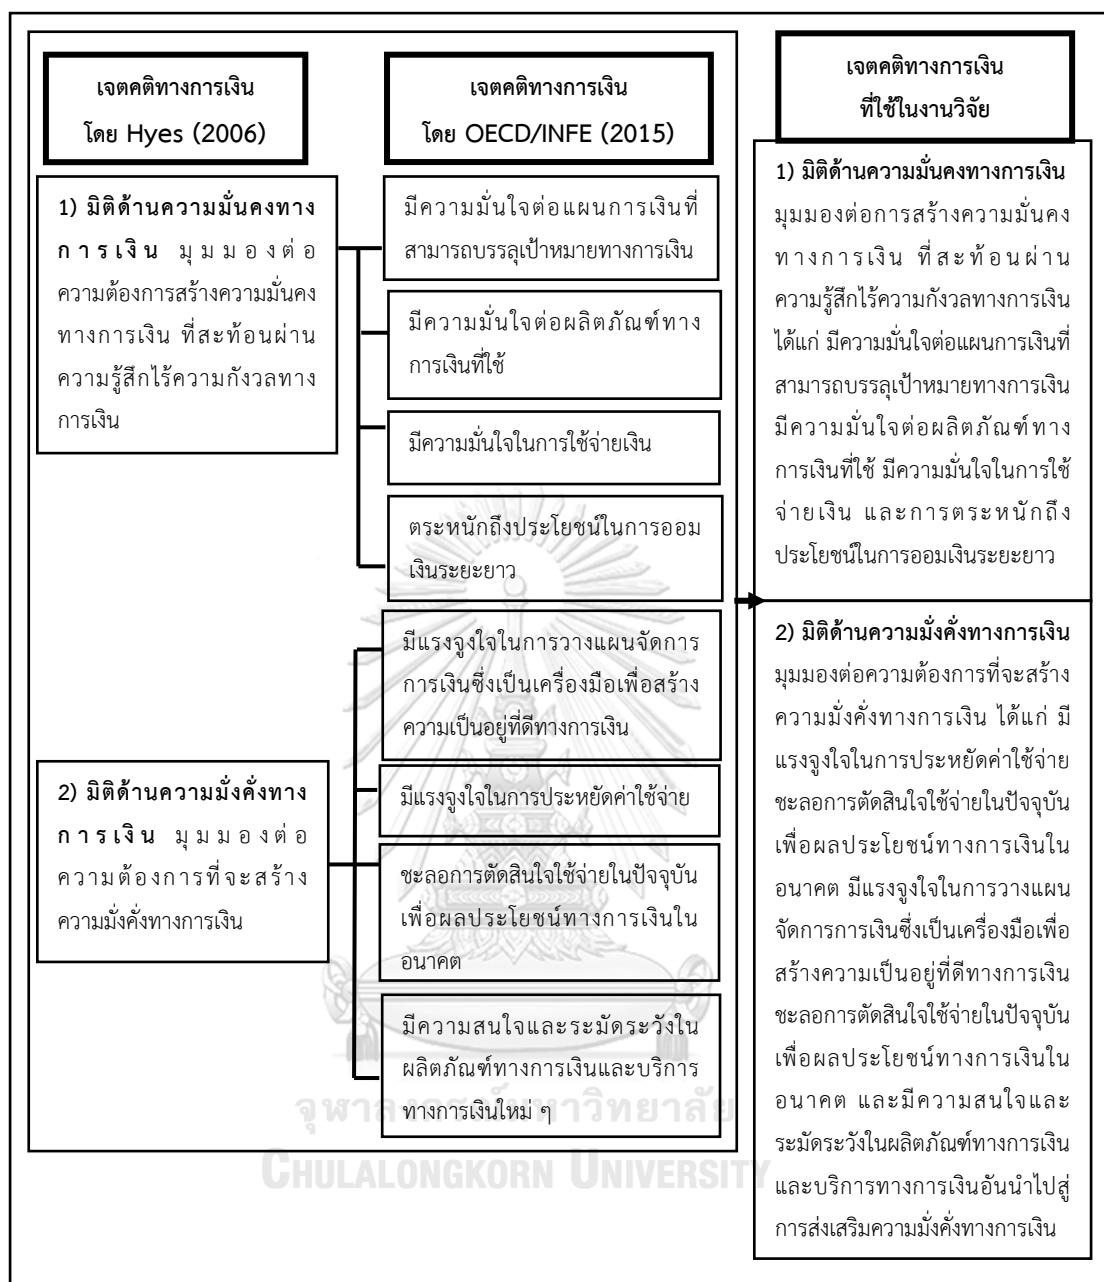 เจตคติทางการเงิน
โดย Hyes (2006)
เจตคติทางการเงิน
โดย OECD/INFE (2015)
เจตคติทางการเงิน
ที่ใช้ในงานวิจัย
1) มิติด้านความมั่นคงทาง
การเงิน มุมมองต่อ
ความต้องการสร้างความมั่นคง
ทางการเงิน ที่สะท้อนผ่าน
ความรู้สึกไร้ความกังวลทาง
การเงิน
มีความมั่นใจต่อแผนการเงินที่
สามารถบรรลุเป้าหมายทางการเงิน
มีความมั่นใจต่อผลิตภัณฑ์ทาง
การเงินที่ใช้
มีความมั่นใจในการใช้จ่ายเงิน
ตระหนักถึงประโยชน์ในการออม
เงินระยะยาว
2) มิติด้านความมั่งคั่งทาง
การเงิน มุมมองต่อ
ความต้องการที่จะสร้าง
ความมั่งคั่งทางการเงิน
มีแรงจูงใจในการวางแผนจัดการ
การเงินซึ่งเป็นเครื่องมือเพื่อสร้าง
ความเป็นอยู่ที่ดีทางการเงิน
มีแรงจูงใจในการประหยัดค่าใช้จ่าย
ชะลอการตัดสินใจใช้จ่ายในปัจจุบัน
เพื่อผลประโยชน์ทางการเงินใน
อนาคต
มีความสนใจและระมัดระวังใน
ผลิตภัณฑ์ทางการเงินและบริการ
ทางการเงินใหม่ ๆ
1) มิติด้านความมั่นคงทางการเงิน
มุมมองต่อการสร้างความมั่นคง
ทางการเงิน ที่สะท้อนผ่าน
ความรู้สึกไร้ความกังวลทางการเงิน
ได้แก่ มีความมั่นใจต่อแผนการเงินที่
สามารถบรรลุเป้าหมายทางการเงิน
มีความมั่นใจต่อผลิตภัณฑ์ทาง
การเงินที่ใช้ มีความมั่นใจในการใช้
จ่ายเงิน และการตระหนักถึง
ประโยชน์ในการออมเงินระยะยาว
2) มิติด้านความมั่งคั่งทางการเงิน
มุมมองต่อความต้องการที่จะสร้าง
ความมั่งคั่งทางการเงิน ได้แก่ มี
แรงจูงใจในการประหยัดค่าใช้จ่าย
ชะลอการตัดสินใจใช้จ่ายในปัจจุบัน
เพื่อผลประโยชน์ทางการเงินใน
อนาคต มีแรงจูงใจในการวางแผน
จัดการการเงินซึ่งเป็นเครื่องมือเพื่อ
สร้างความเป็นอยู่ที่ดีทางการเงิน
ชะลอการตัดสินใจใช้จ่ายในปัจจุบัน
เพื่อผลประโยชน์ทางการเงินใน
อนาคต และมีความสนใจและ
ระมัดระวังในผลิตภัณฑ์ทางการเงิน
และบริการทางการเงินอันนำไปสู่
การส่งเสริมความมั่งคั่งทางการเงิน
จุฬาลงกรณ์มหาวิทยาลัย
CHULALONGKORN UNIVERSITY